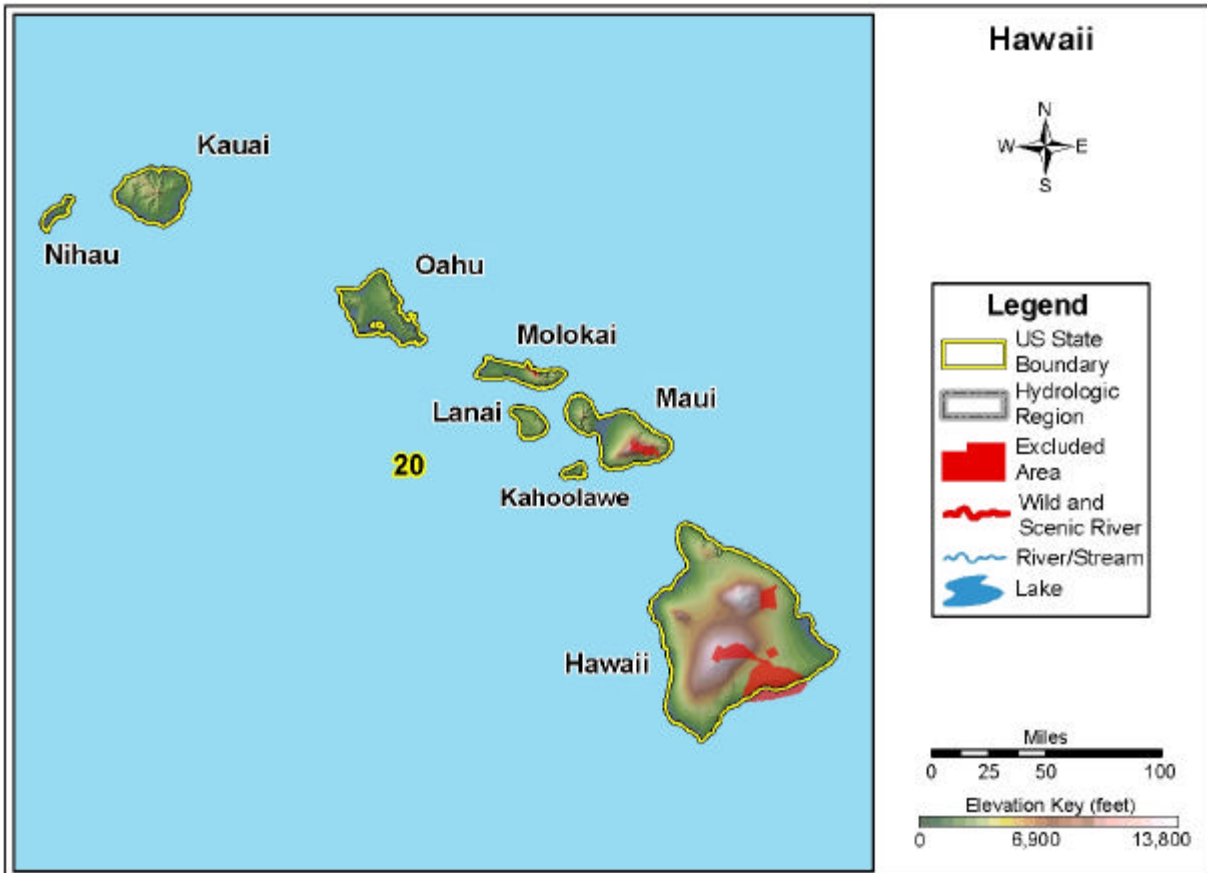 Hawaii
N
W E
S
Kauai
Nihau
Oahu
Molokai
Lanai
Maui
20
Kahoolawe
Hawaii
Legend
US State
Boundary
Hydrologic
Region
Excluded
Area
Wild and
Scenic River
River/Stream
Lake
Miles
0 25 50 100
Elevation Key (feet)
0 6,900 13,800